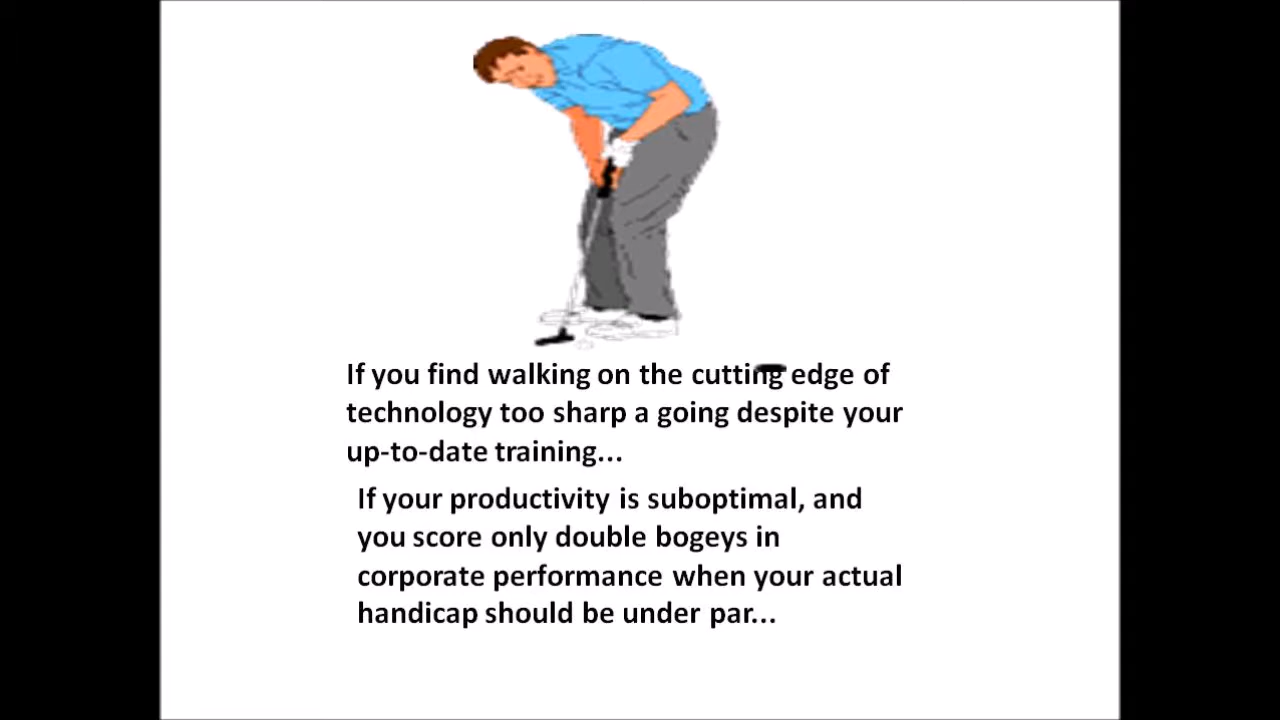 If you find walking on the cutting edge of
technology too sharp a going despite your
up-to-date training...
If your productivity is suboptimal, and
you score only double bogeys in
corporate performance when your actual
handicap should be under par...